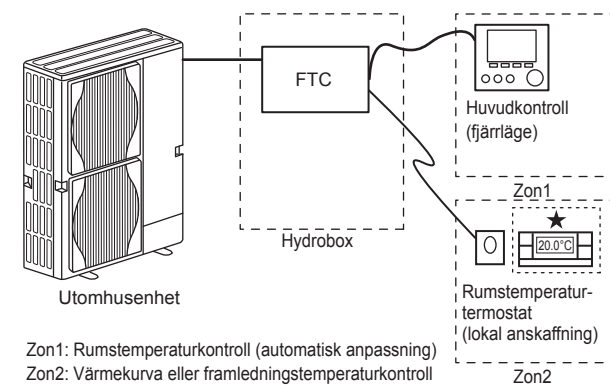 FTC
Huvudkontroll
(fjärrläge)
Zon1
Hydrobox
20.0°C
Utomhusenhet
Rumstemperatur-
termostat
(lokal anskaffning)
Zon1: Rumstemperaturkontroll (automatisk anpassning)
Zon2: Värmekurva eller framledningstemperaturkontroll
Zon2